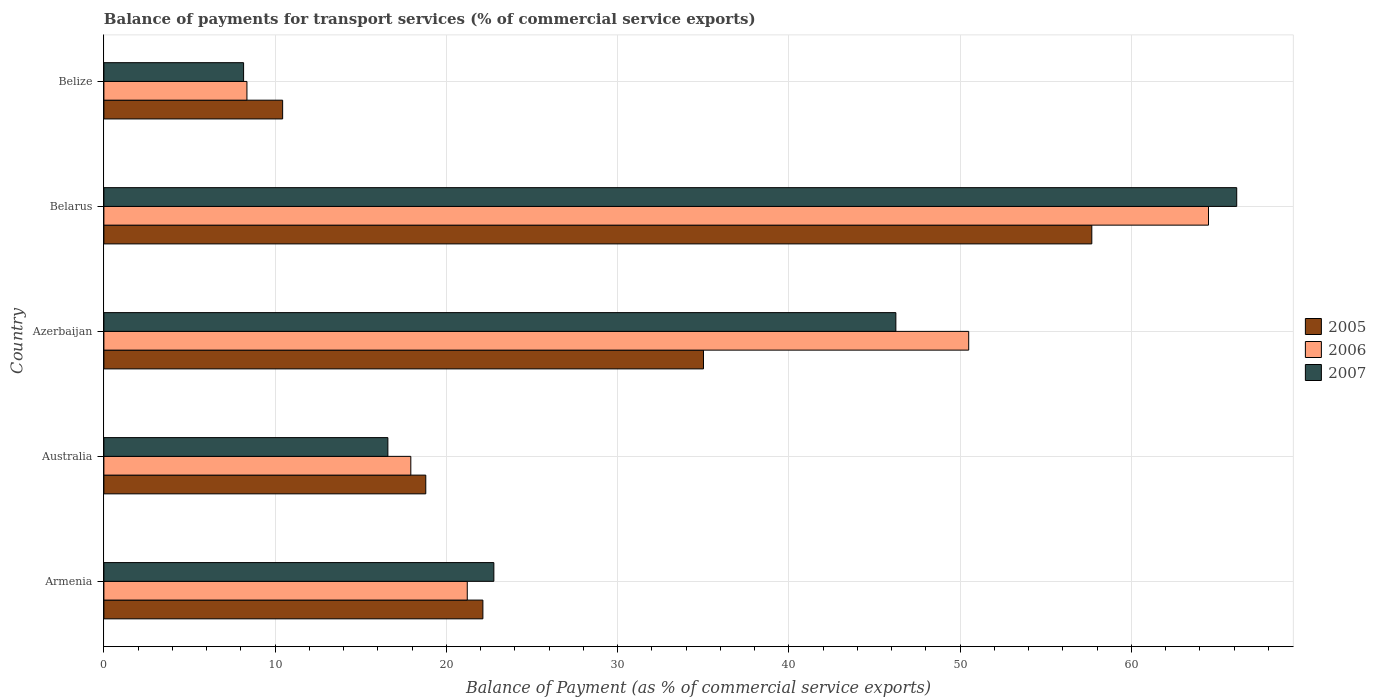 Balance of payments for transport services (% of commercial service exports)
Country
Belize
Belarus
Azerbaijan
Australia
Armenia
0
10
20
30
40
50
60
Balance of Payment (as % of commercial service exports)
2005
2006
2007